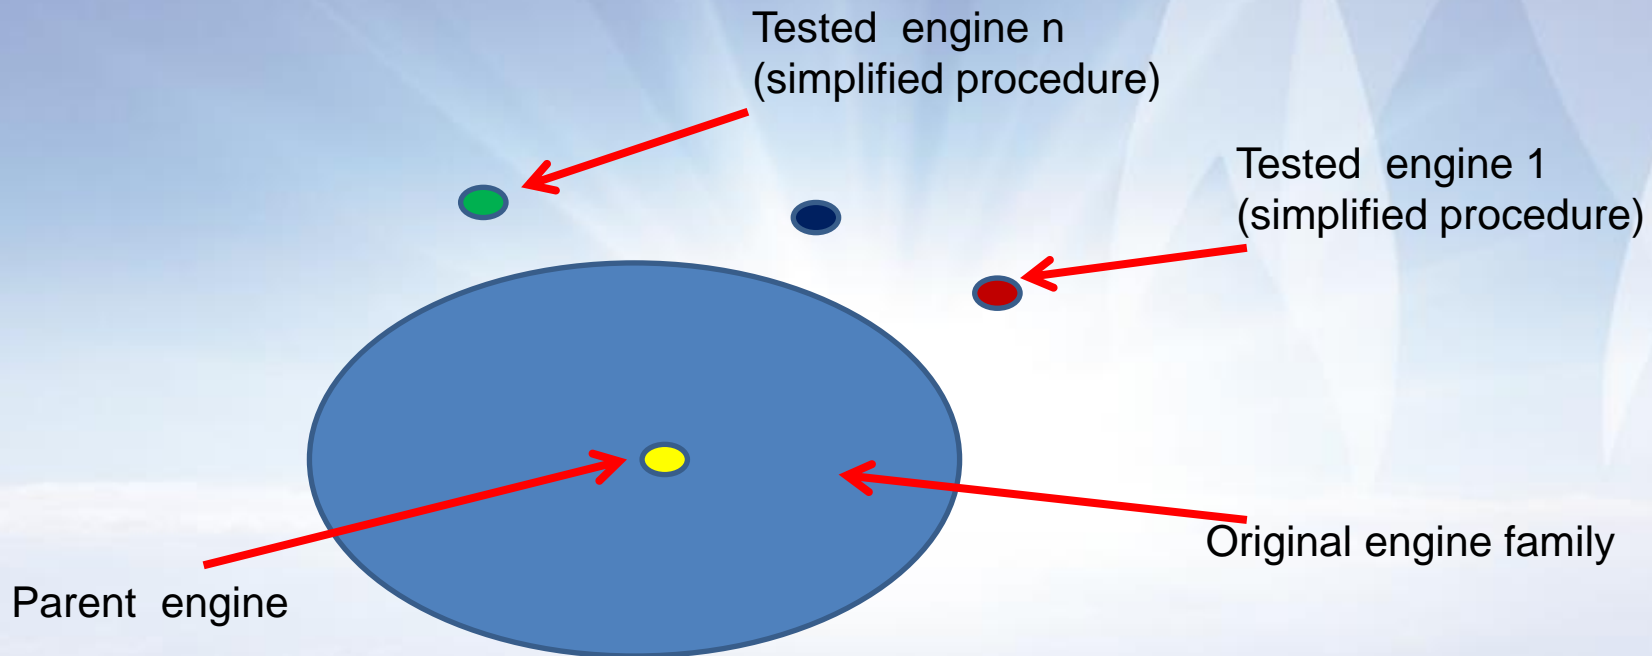 Tested  engine n
(simplified procedure)
Tested  engine 1
(simplified procedure)
Original engine family
Parent  engine